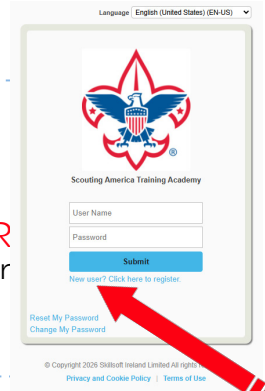 Language English (United States) (EN-US)
®
Scouting America Training Academy
User Name
Password
Submit
New user? Click here to register.
Reset My Password
Change My Password
© Copyright 2026 Skillsoft Ireland Limited All rights
Privacy and Cookie Policy | Terms of Use